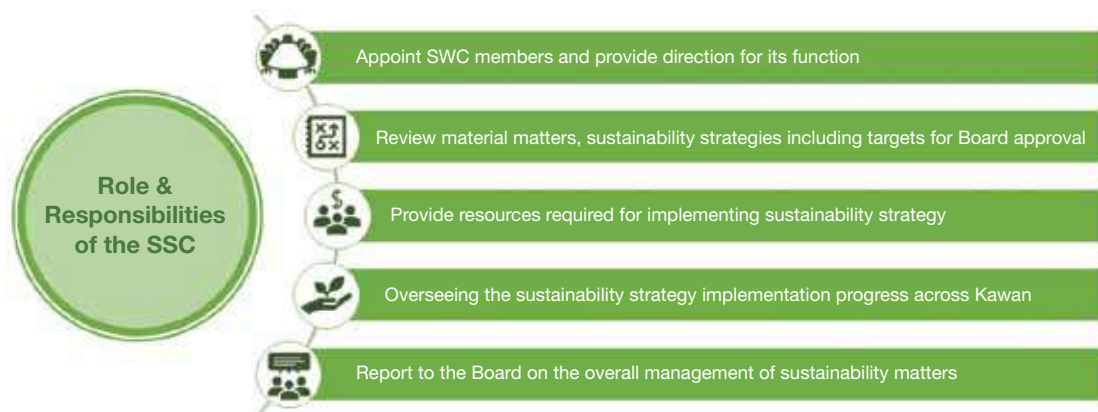 Appoint SWC members and provide direction for its function
Review material matters, sustainability strategies including targets for Board approval
Role &
Responsibilities
of the SSC
Provide resources required for implementing sustainability strategy
Overseeing the sustainability strategy implementation progress across Kawan
Report to the Board on the overall management of sustainability matters